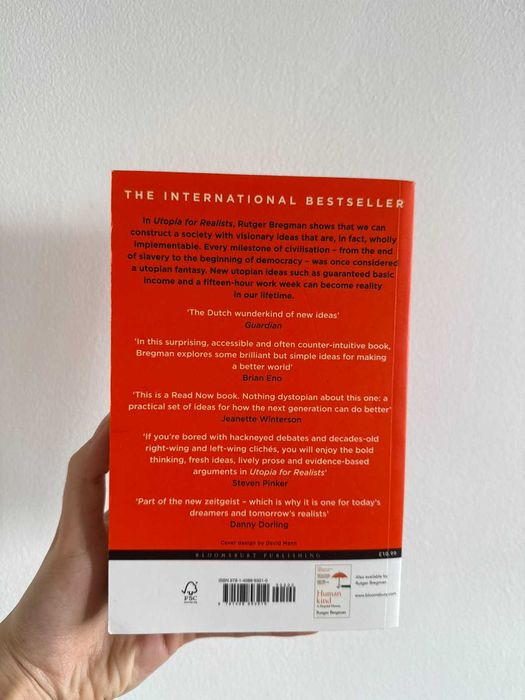 THE INTERNATIONAL BESTSELLER
In Utopia for Realists, Rutger Bregman shows that we can
construct a society with visionary ideas that are, in fact, wholly
implementable. Every milestone of civilisation – from the end
of slavery to the beginning of democracy – was once considered
a utopian fantasy. New utopian ideas such as guaranteed basic
income and a fifteen-hour work week can become reality
in our lifetime.
'The Dutch wunderkind of new ideas'
Guardian
'In this surprising, accessible and often counter-intuitive book,
Bregman explores some brilliant but simple ideas for making
a better world'
Brian Eno
'This is a Read Now book. Nothing dystopian about this one: a
practical set of ideas for how the next generation can do better'
Jeanette Winterson
'If you're bored with hackneyed debates and decades-old
right-wing and left-wing clichés, you will enjoy the bold
thinking, fresh ideas, lively prose and evidence-based
arguments in Utopia for Realists'
Steven Pinker
'Part of the new zeitgeist – which is why it is one for today's
dreamers and tomorrow's realists'
Danny Dorling
Cover design by David Mann
BLOOMSBURY PUBLISHING
£10.99
FSC
Also available by
Rutger Bregman
www.bloomsbury.com
Human
kind
A Hopeful History
Rutger Bregman